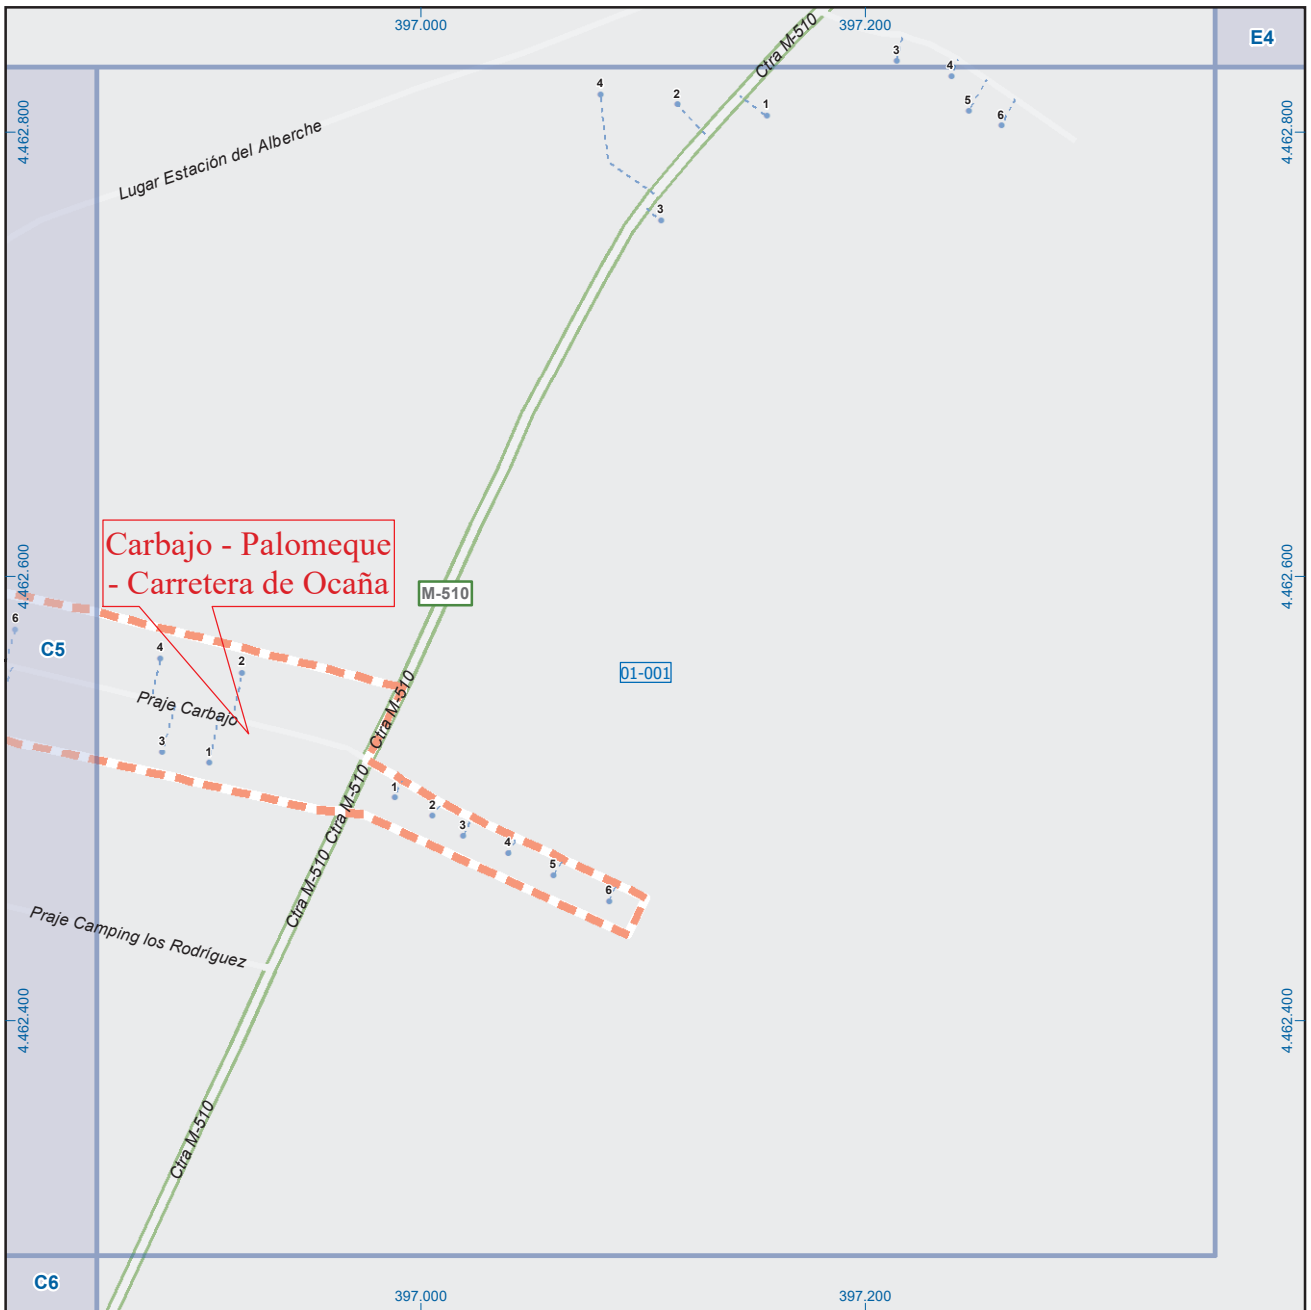 397.000
397.200
E4
Ctra M-510
3
4
5
6
4
2
1
3
4.462.800
4.462.800
Lugar Estación del Alberche
Carbajo - Palomeque
- Carretera de Ocaña
4.462.600
4.462.600
M-510
6
C5
4
2
01-001
Praje Carbajo
Ctra M-510
3
1
1
2
3
4
5
6
Ctra M-510
Ctra M-510
Praje Camping los Rodríguez
4.462.400
4.462.400
Ctra M-510
C6
397.000
397.200